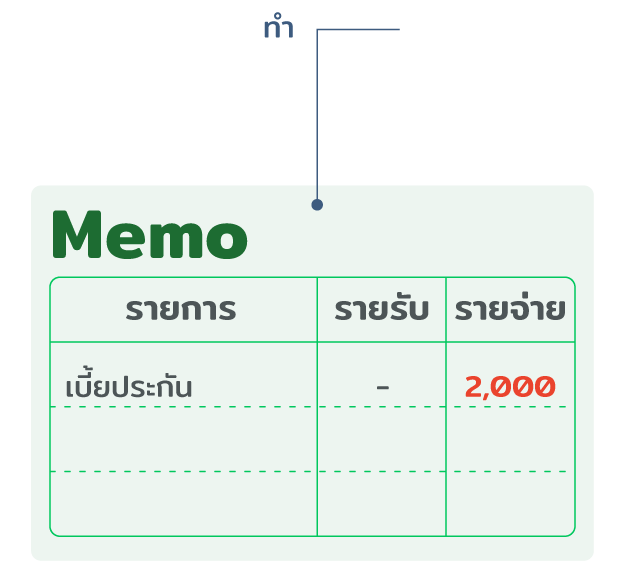 ทำ
Memo
รายการ รายรับ รายจ่าย
เบี้ยประกัน - 2,000